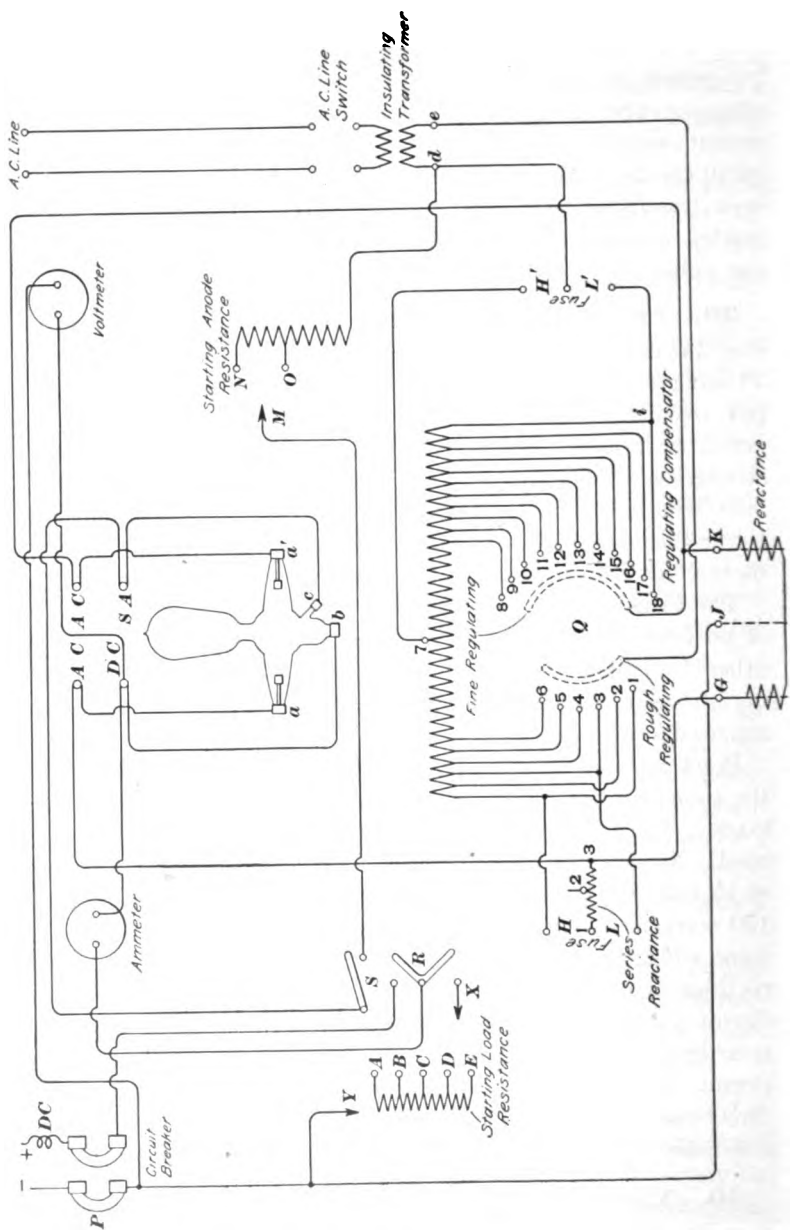 A.C. Line
A.C. Line
Switch
Insulating
Transformer
d
e
Voltmeter
Starting Anode
Resistance
N
O
M
H'
Fuse
L'
A C
A C
D C
S A
a
a'
c
b
Ammeter
7
Fine Regulating
8
9
10
11
12
13
14
15
16
17
18
l
Q
Regulating Compensator
6
5
4
3
2
1
Rough
Regulating
K
J
G
Reactance
H
Fuse
L
1
2
3
Series
Reactance
S
R
X
Y
A
B
C
D
E
Starting Load
Resistance
+
DC
−
P
Circuit
Breaker